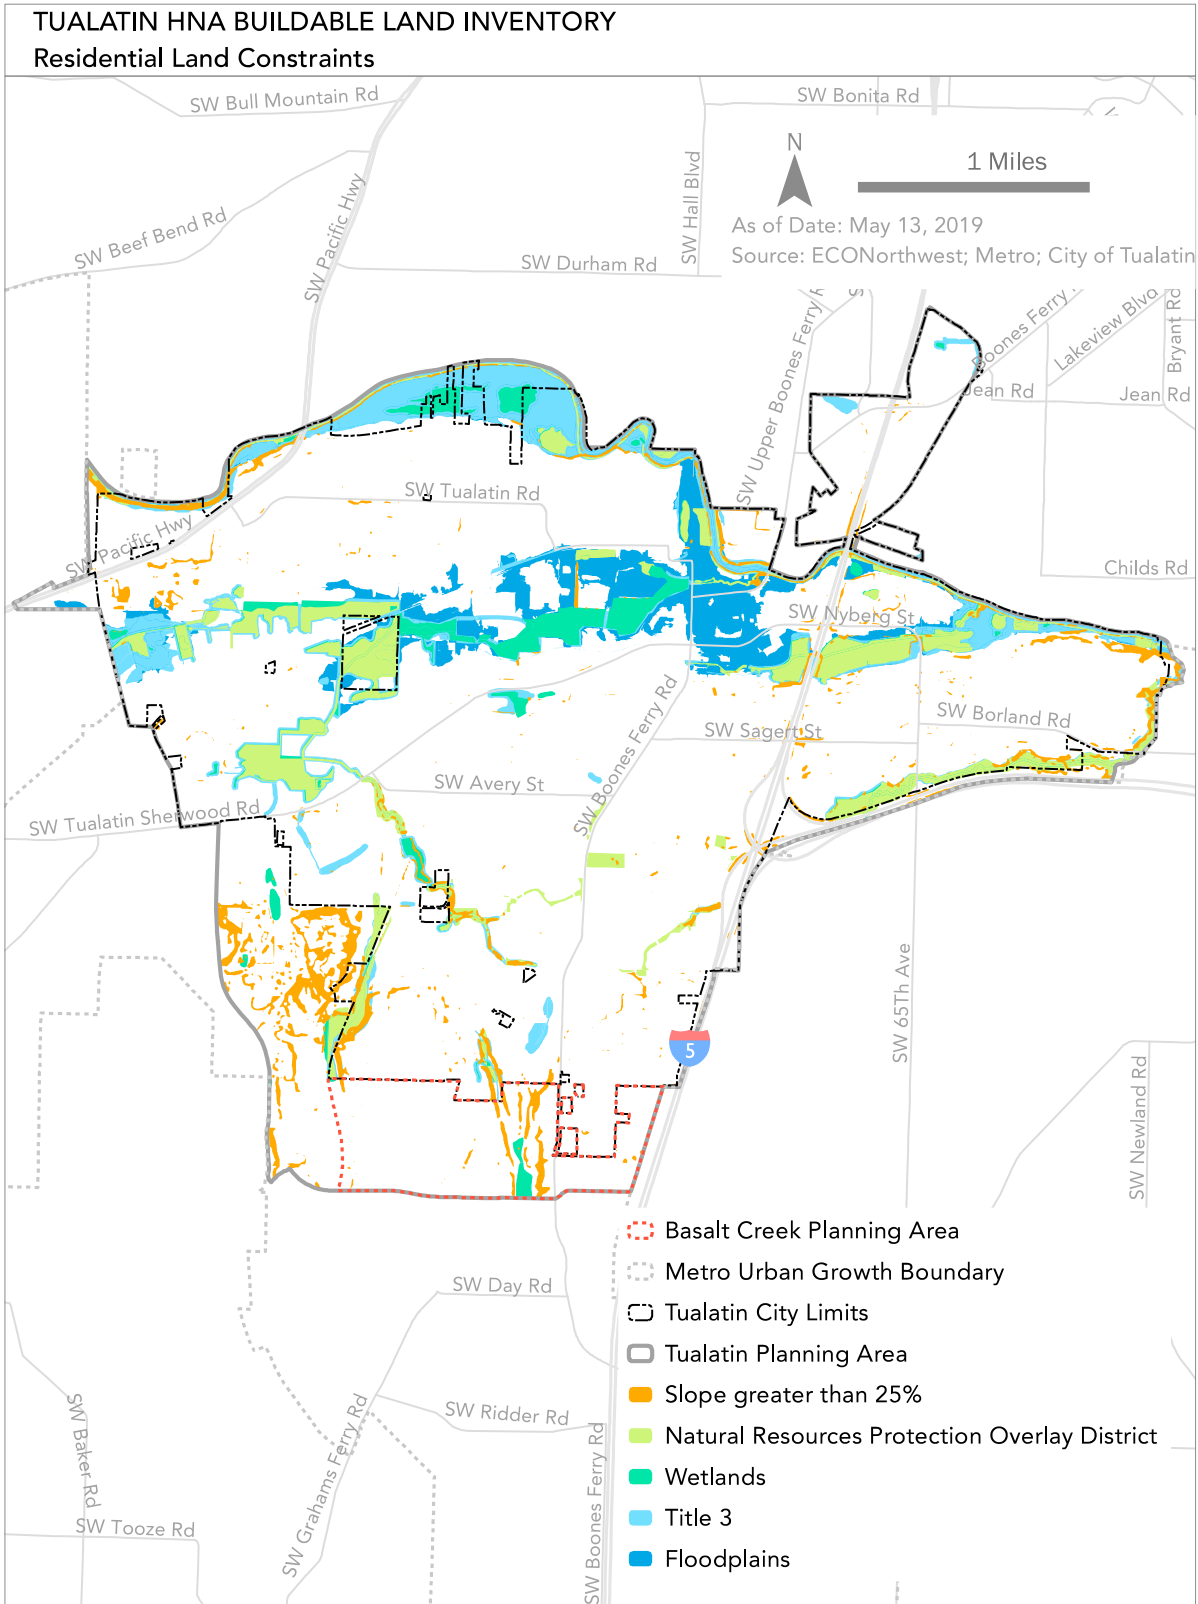 TUALATIN HNA BUILDABLE LAND INVENTORY
Residential Land Constraints
SW Bull Mountain Rd
SW Bonita Rd
N
1 Miles
As of Date: May 13, 2019
Source: ECONorthwest; Metro; City of Tualatin
SW Hall Blvd
SW Pacific Hwy
SW Beef Bend Rd
SW Durham Rd
SW Upper Boones Ferry R
Boones Ferry
Lakeview Blvd
Bryant Rd
Jean Rd
Jean Rd
SW Tualatin Rd
SW Pacific Hwy
Childs Rd
SW Nyberg St
SW Boones Ferry Rd
SW Borland Rd
SW Sagert St
SW Avery St
SW Tualatin Sherwood Rd
SW 65Th Ave
5
SW Newland Rd
Basalt Creek Planning Area
Metro Urban Growth Boundary
SW Day Rd
Tualatin City Limits
Tualatin Planning Area
Slope greater than 25%
SW Baker Rd
SW Grahams Ferry Rd
SW Ridder Rd
SW Boones Ferry Rd
Natural Resources Protection Overlay District
Wetlands
Title 3
SW Tooze Rd
Floodplains